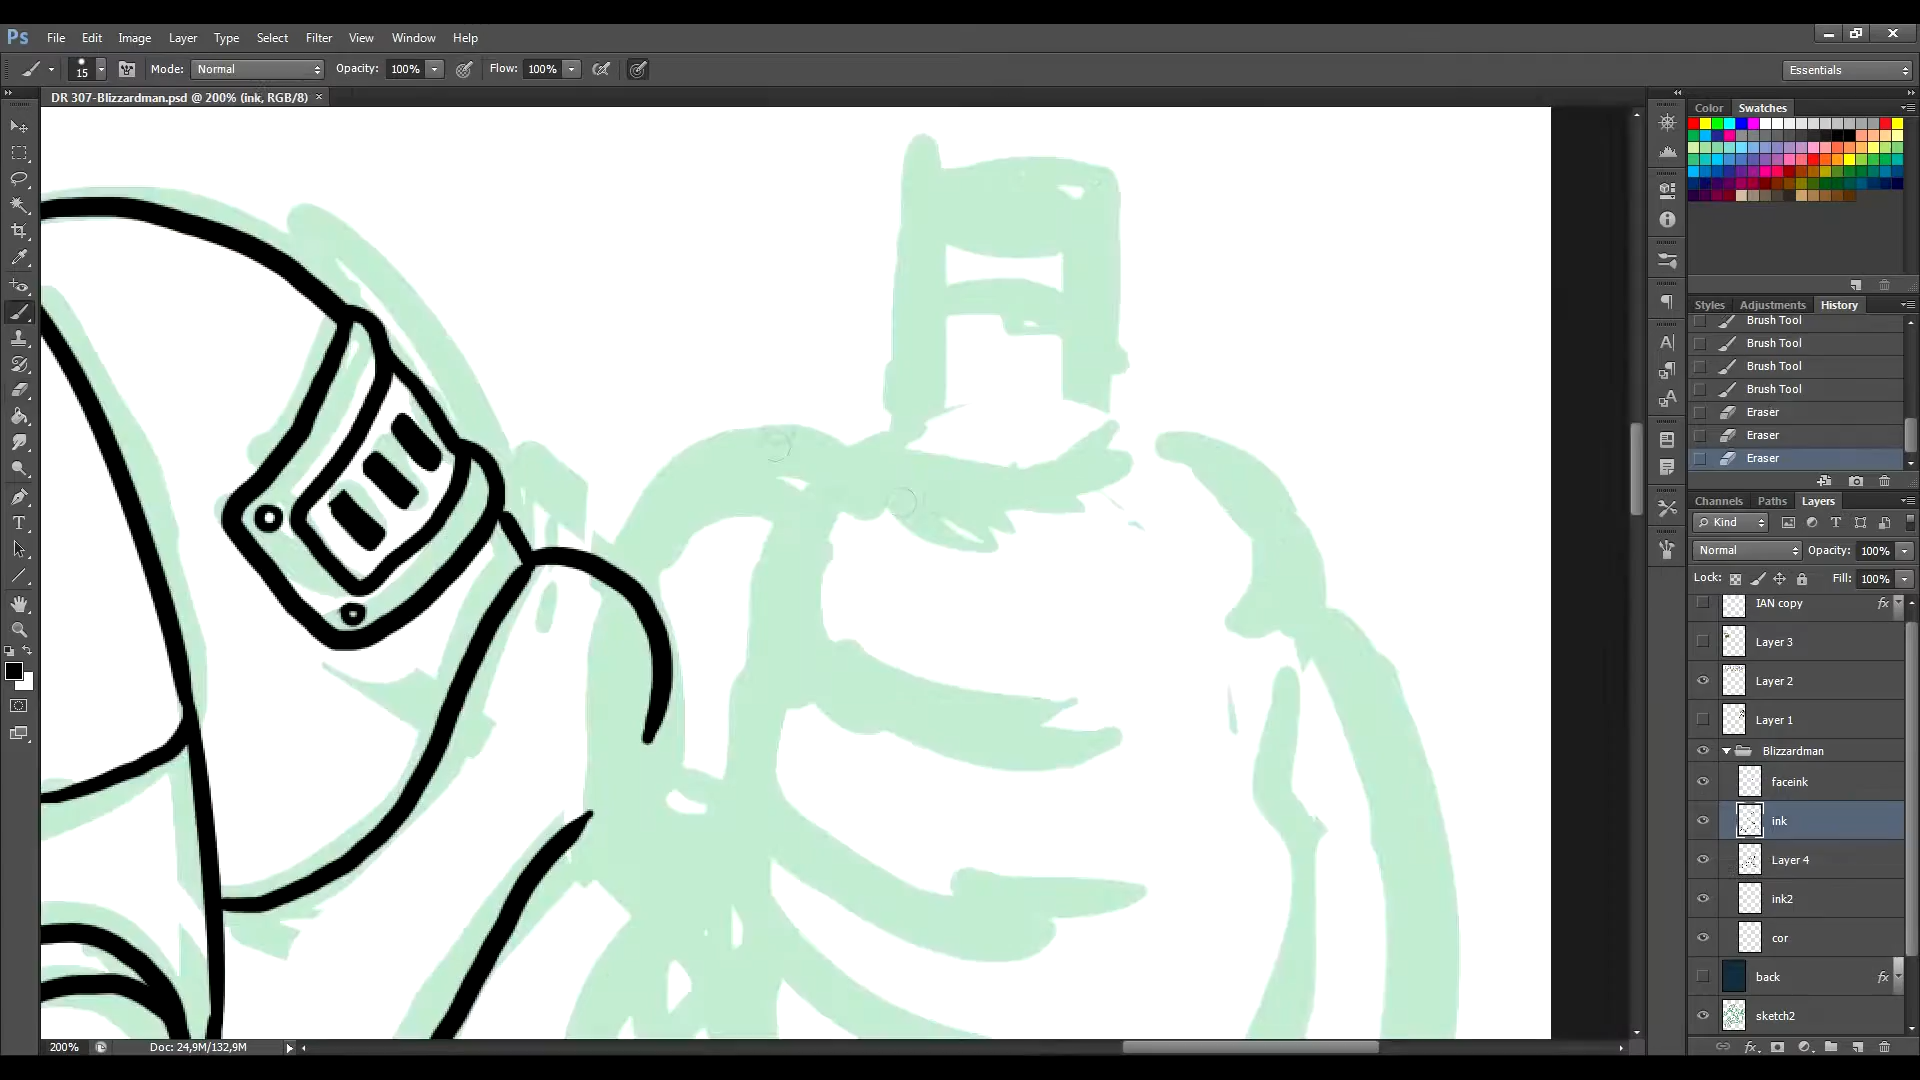 Ps File Edit Image Layer Type Select Filter View Window Help
15 Mode: Normal Opacity: 100% Flow: 100% Essentials
DR 307-Blizzardman.psd @ 200% (ink, RGB/8) ×
Color Swatches
Styles Adjustments History
Brush Tool
Brush Tool
Brush Tool
Brush Tool
Eraser
Eraser
Eraser
Channels Paths Layers
Kind
Normal Opacity: 100%
Lock: Fill: 100%
IAN copy fx
Layer 3
Layer 2
Layer 1
Blizzardman
faceink
ink
Layer 4
ink2
cor
back fx
sketch2
200% Doc: 24,9M/132,9M